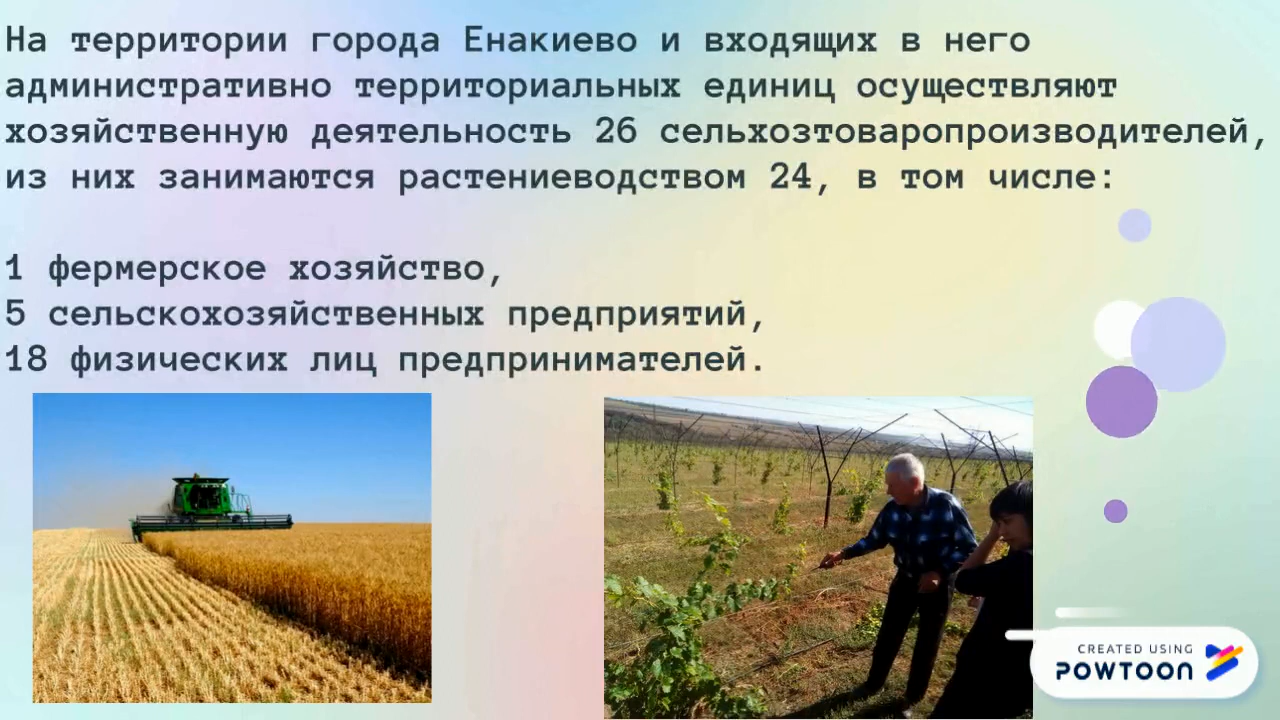 На территории города Енакиево и входящих в него
административно территориальных единиц осуществляют
хозяйственную деятельность 26 сельхозтоваропроизводителей,
из них занимаются растениеводством 24, в том числе:
1 фермерское хозяйство,
5 сельскохозяйственных предприятий,
18 физических лиц предпринимателей.
CREATED USING
POWTOON